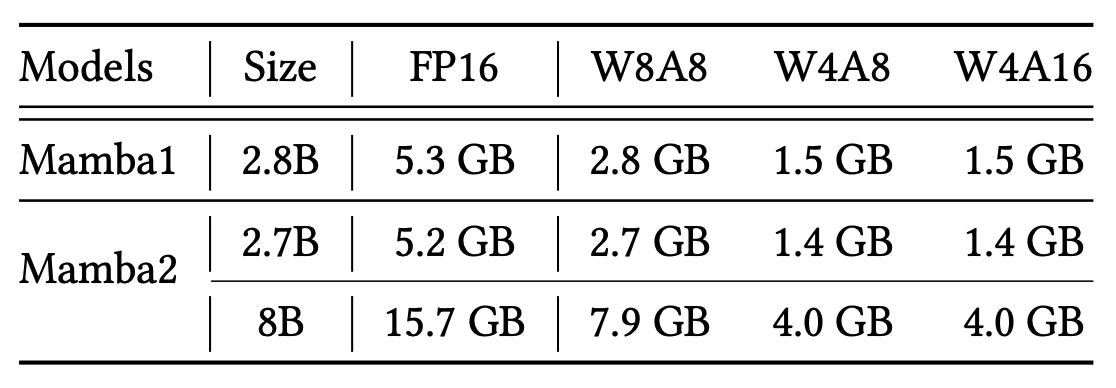 Models Size FP16 W8A8 W4A8 W4A16
Mamba1 2.8B 5.3 GB 2.8 GB 1.5 GB 1.5 GB
Mamba2 2.7B 5.2 GB 2.7 GB 1.4 GB 1.4 GB
8B 15.7 GB 7.9 GB 4.0 GB 4.0 GB